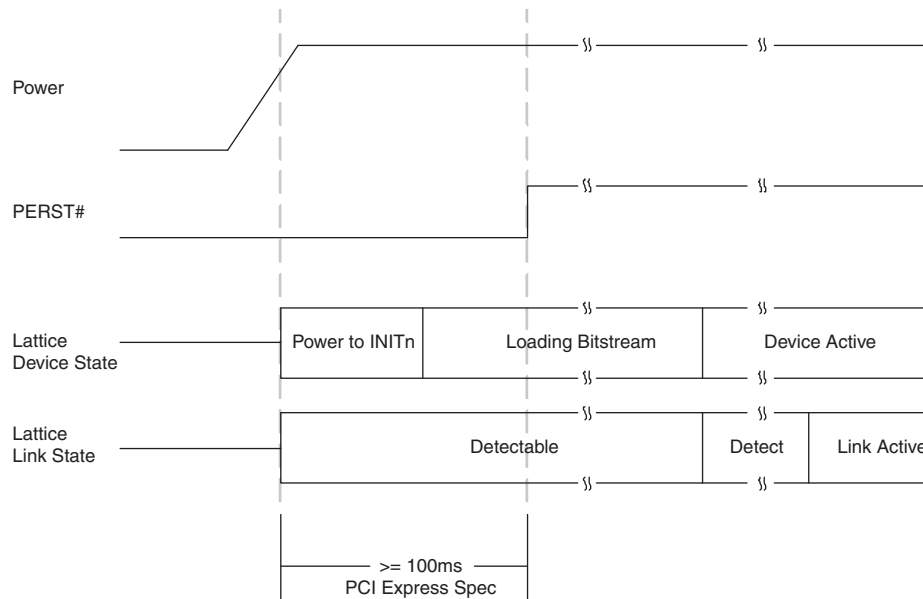 Power
PERST#
Lattice
Device State
Power to INITn
Loading Bitstream
Device Active
Lattice
Link State
Detectable
Detect
Link Active
>= 100ms
PCI Express Spec